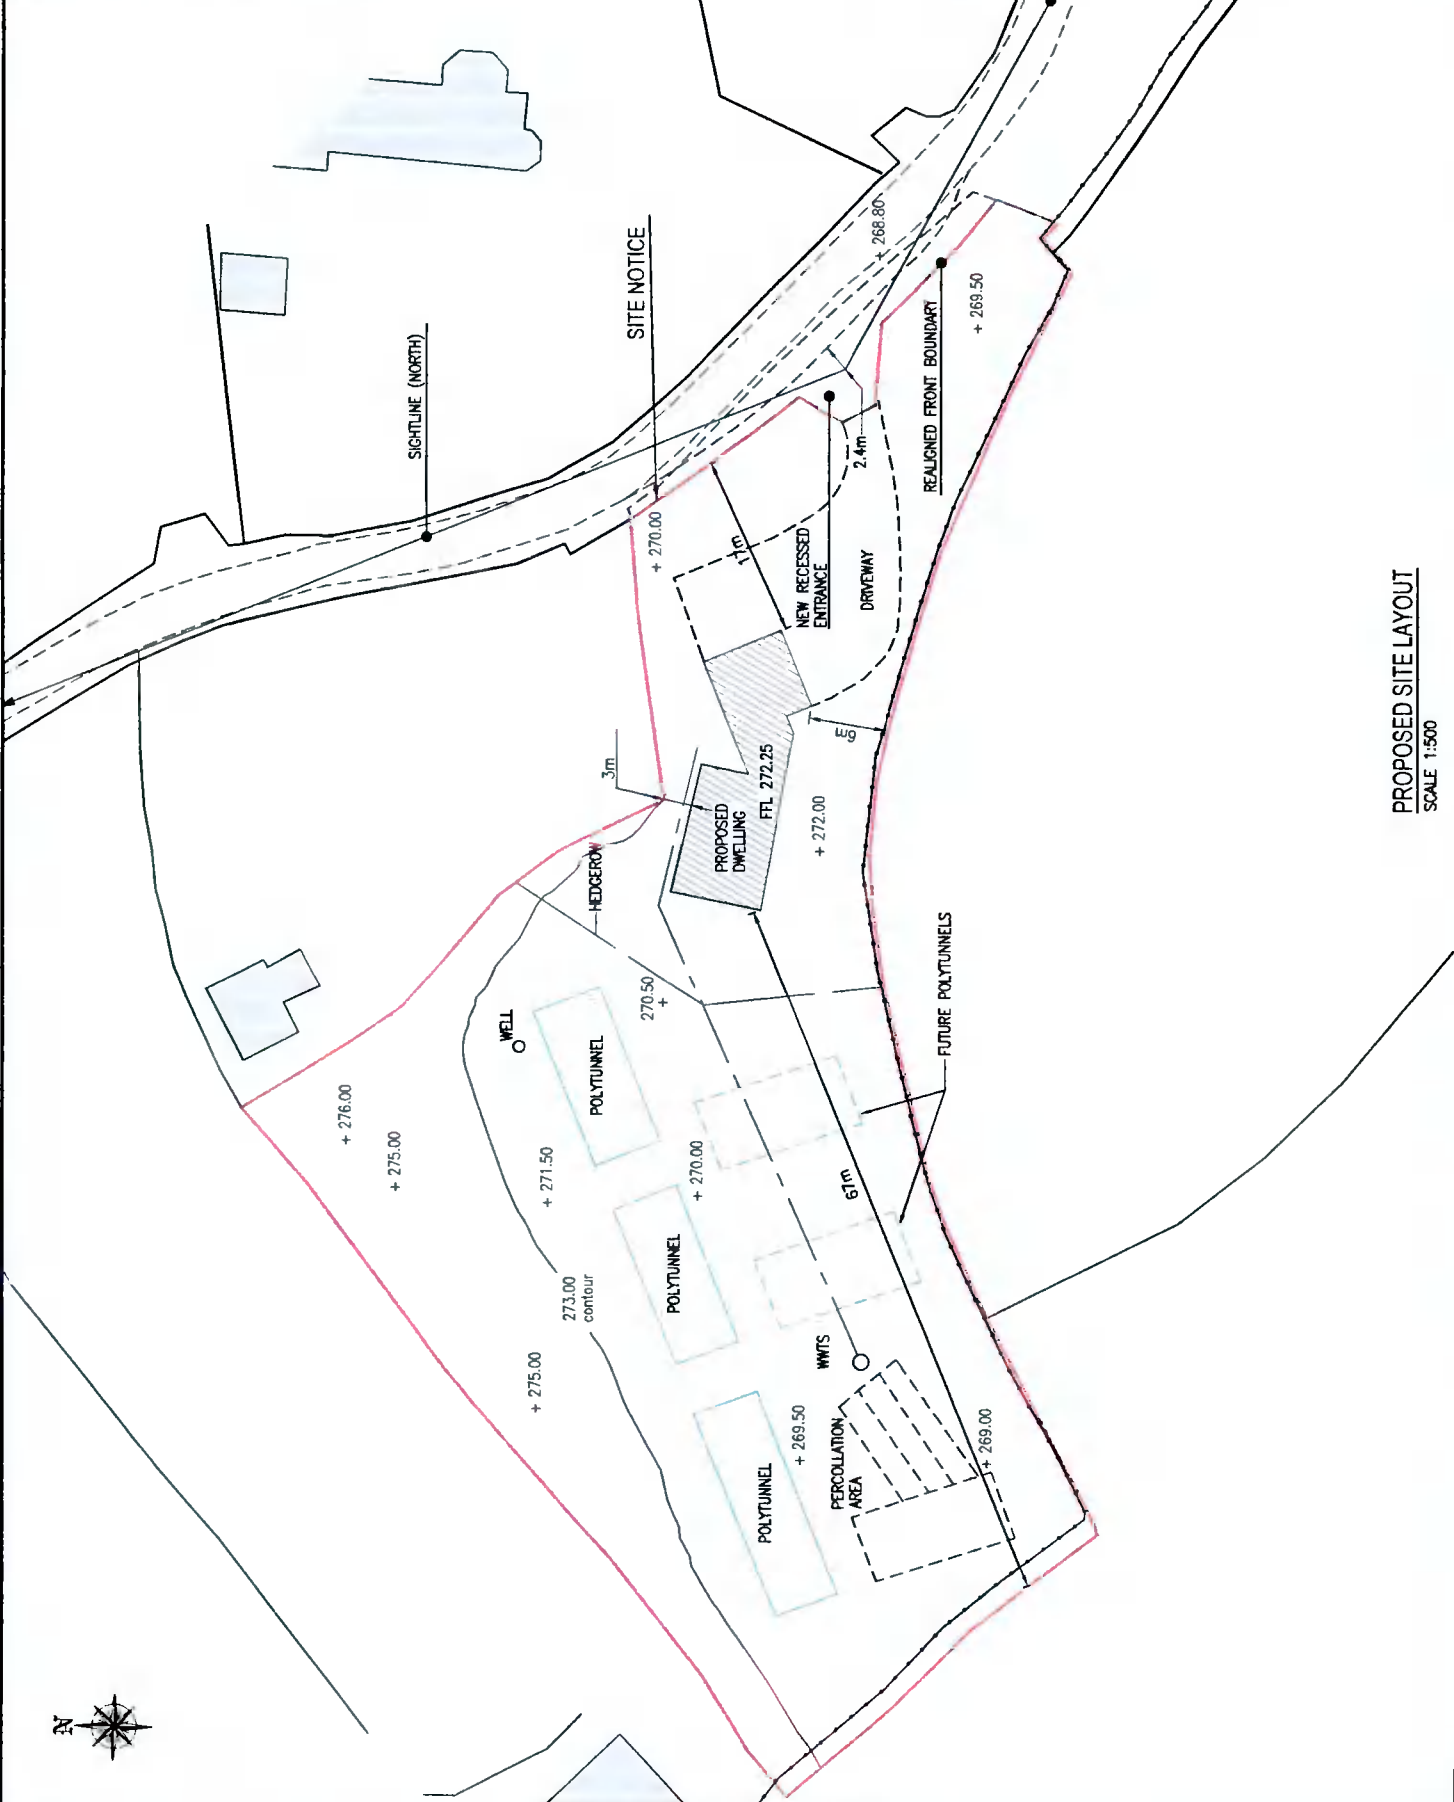 SIGHTLINE (NORTH)
SITE NOTICE
+ 268.80
+ 269.50
REALIGNED FRONT BOUNDARY
2.4m
NEW RECESSED
ENTRANCE
DRIVEWAY
17m
+ 270.00
3m
6m
PROPOSED
DWELLING
FFL 272.25
+ 272.00
HEDGEROW
270.50
+
WELL
POLYTUNNEL
FUTURE POLYTUNNELS
+ 276.00
+ 275.00
+ 271.50
+ 270.00
67m
POLYTUNNEL
273.00
contour
+ 275.00
WWTS
PERCOLLATION
AREA
+ 269.50
+ 269.00
POLYTUNNEL
N
PROPOSED SITE LAYOUT
SCALE 1:500